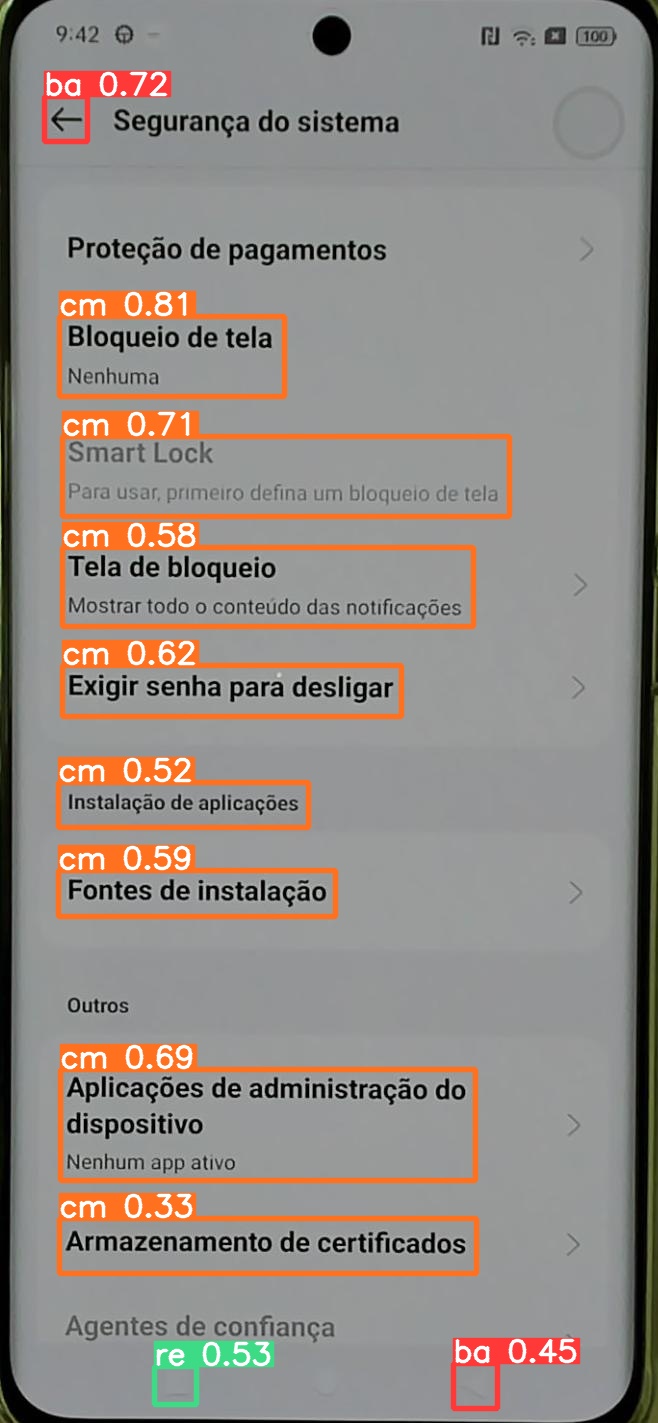 9:42
100
ba 0.72
Segurança do sistema
Proteção de pagamentos
cm 0.81
Bloqueio de tela
Nenhuma
cm 0.71
Smart Lock
Para usar, primeiro defina um bloqueio de tela
cm 0.58
Tela de bloqueio
Mostrar todo o conteúdo das notificações
cm 0.62
Exigir senha para desligar
cm 0.52
Instalação de aplicações
cm 0.59
Fontes de instalação
Outros
cm 0.69
Aplicações de administração do
dispositivo
Nenhum app ativo
cm 0.33
Armazenamento de certificados
Agentes de confiança
re 0.53
ba 0.45